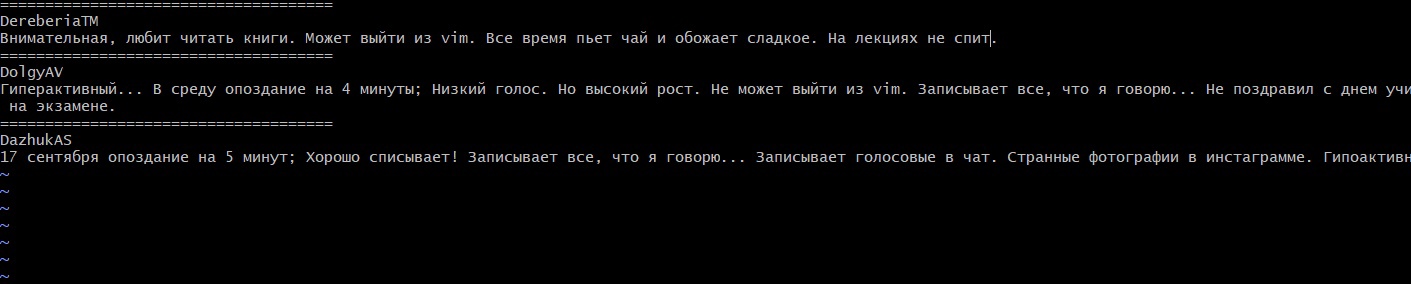 =====================================
DereberiaTM
Внимательная, любит читать книги. Может выйти из vim. Все время пьет чай и обожает сладкое. На лекциях не спит.
=====================================
DolgyAV
Гиперактивный... В среду опоздание на 4 минуты; Низкий голос. Но высокий рост. Не может выйти из vim. Записывает все, что я говорю... Не поздравил с днем учи
на экзамене.
=====================================
DazhukAS
17 сентября опоздание на 5 минут; Хорошо списывает! Записывает все, что я говорю... Записывает голосовые в чат. Странные фотографии в инстаграмме. Гипоактивн
~
~
~
~
~
~
~